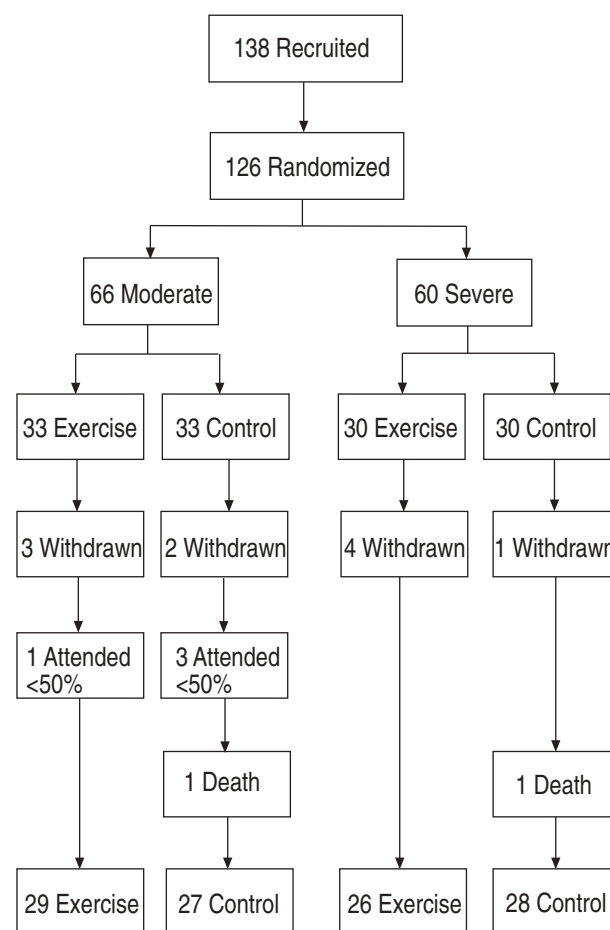 138 Recruited
126 Randomized
66 Moderate
60 Severe
33 Exercise
33 Control
30 Exercise
30 Control
3 Withdrawn
2 Withdrawn
4 Withdrawn
1 Withdrawn
1 Attended
<50%
3 Attended
<50%
1 Death
1 Death
29 Exercise
27 Control
26 Exercise
28 Control